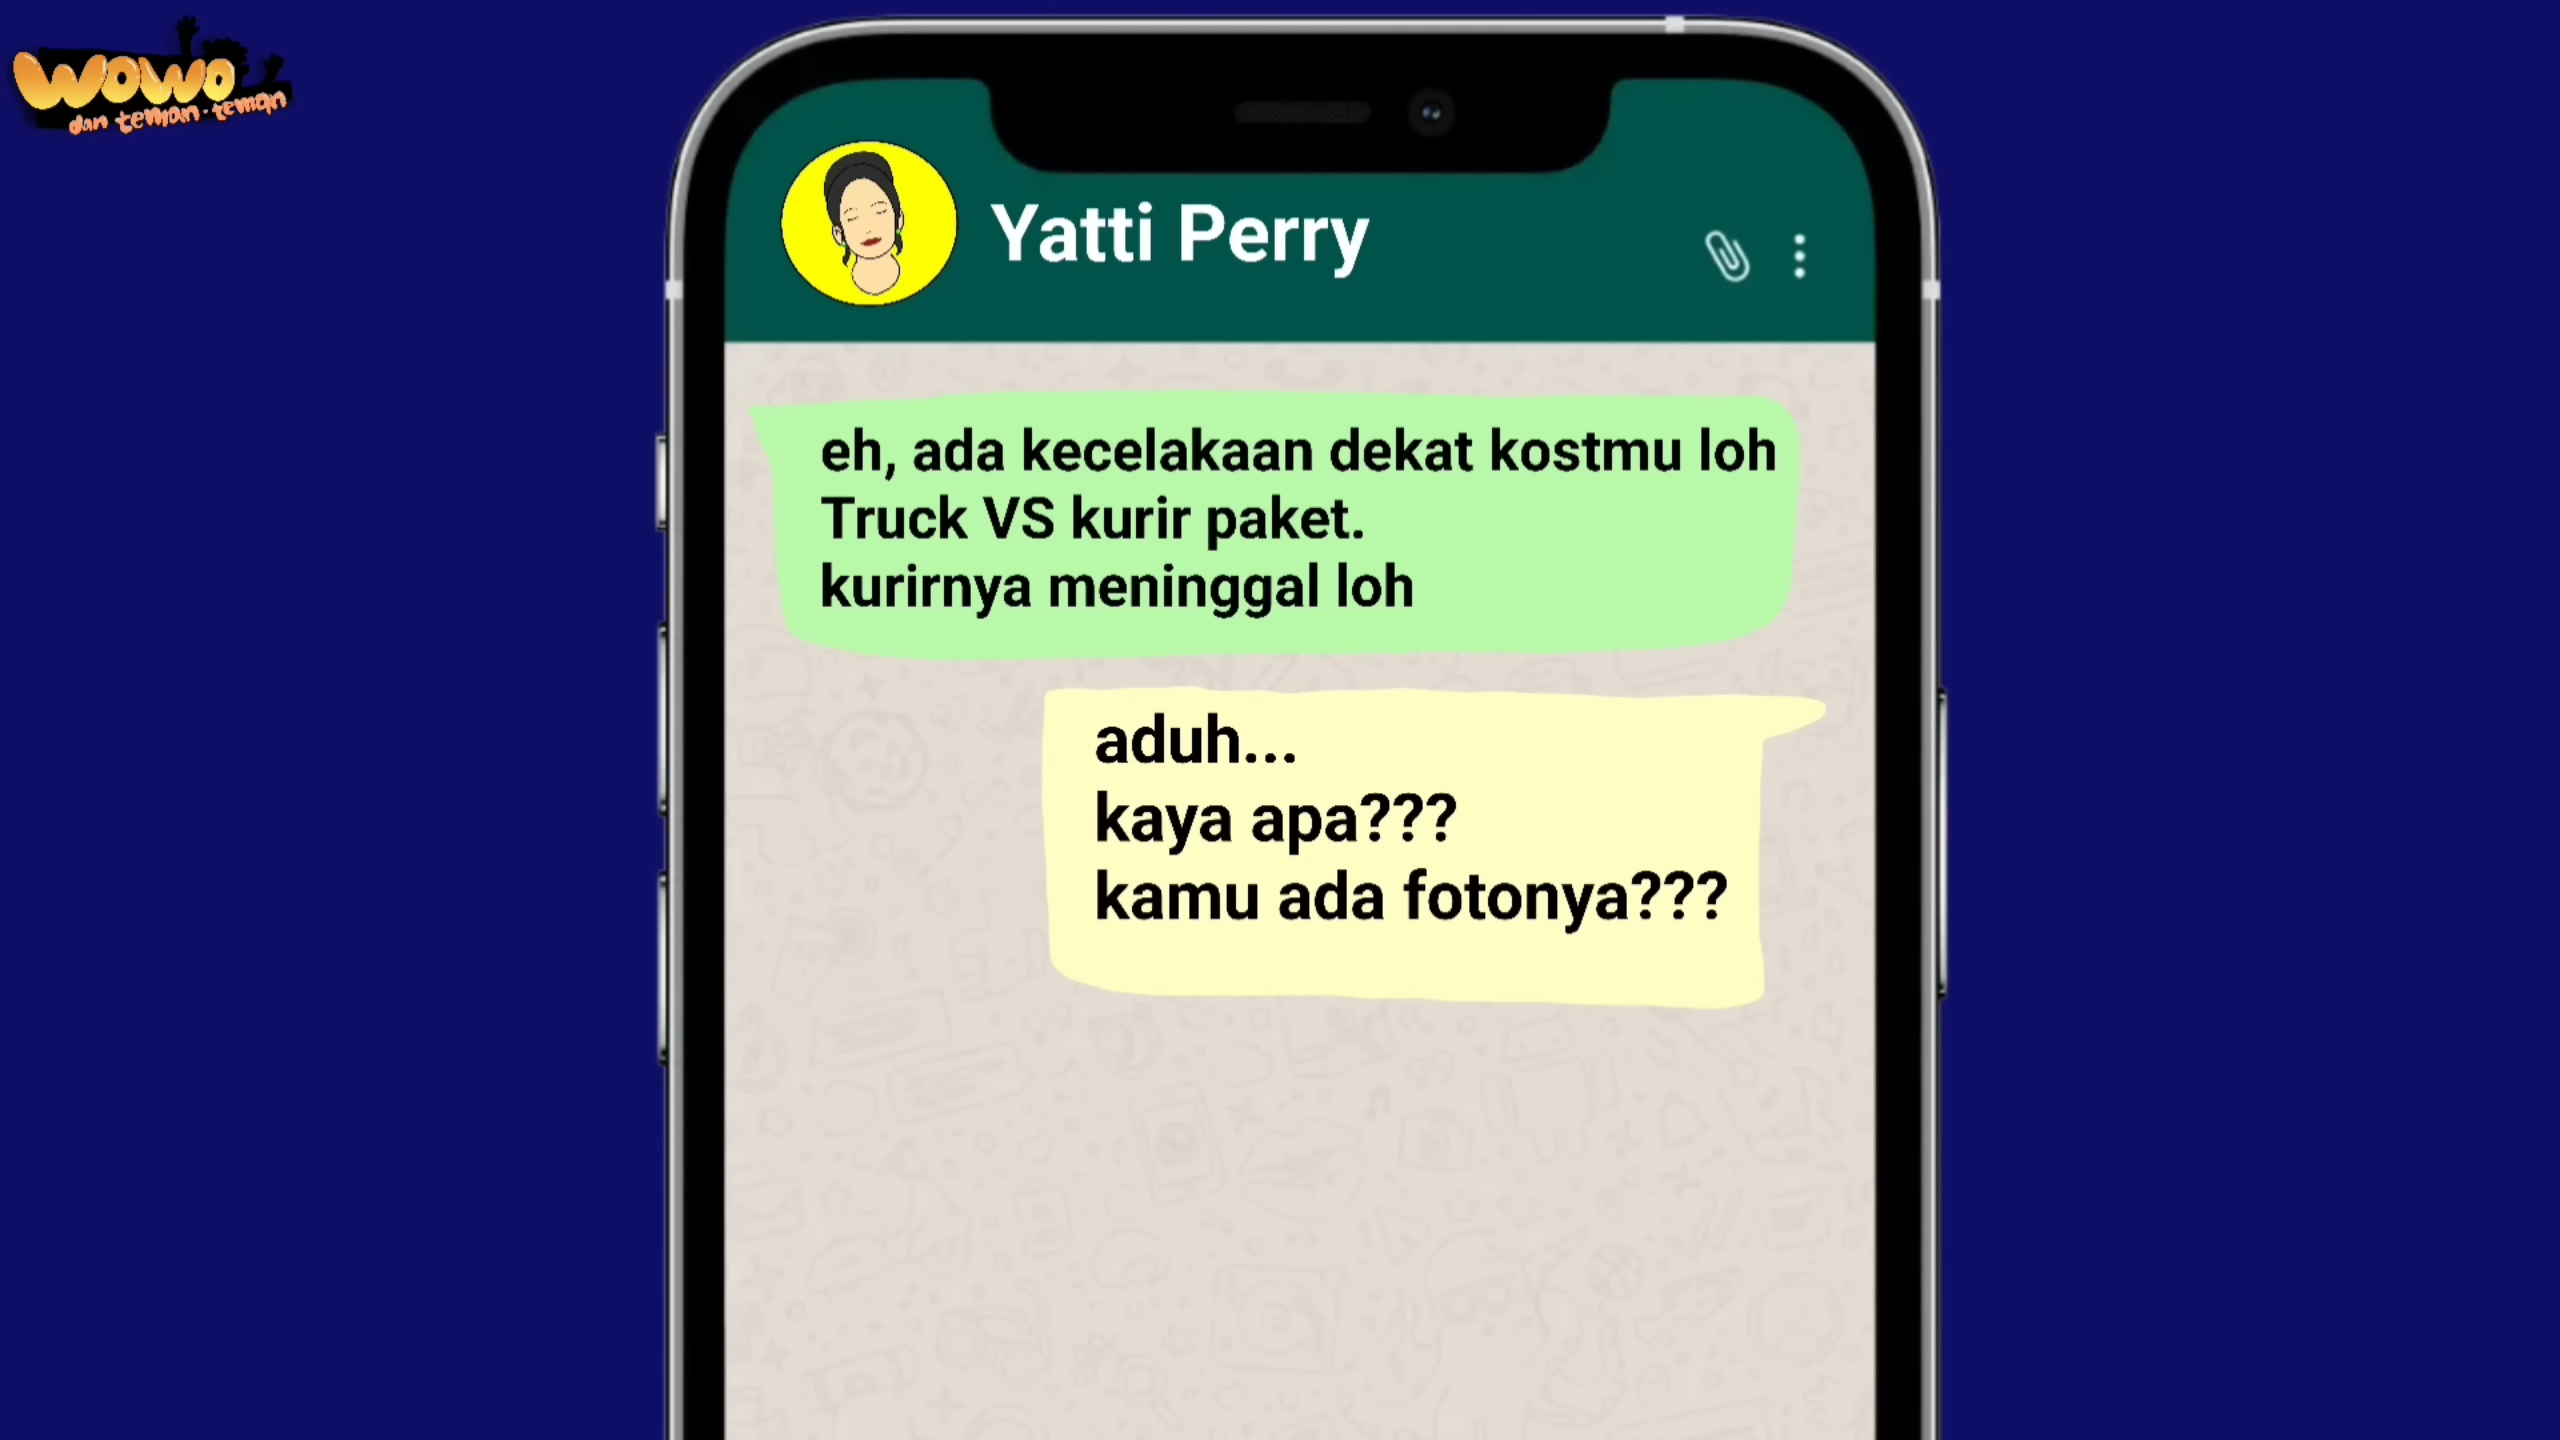 WOWO
dan teman-teman
Yatti Perry
eh, ada kecelakaan dekat kostmu loh
Truck VS kurir paket.
kurirnya meninggal loh
aduh...
kaya apa???
kamu ada fotonya???